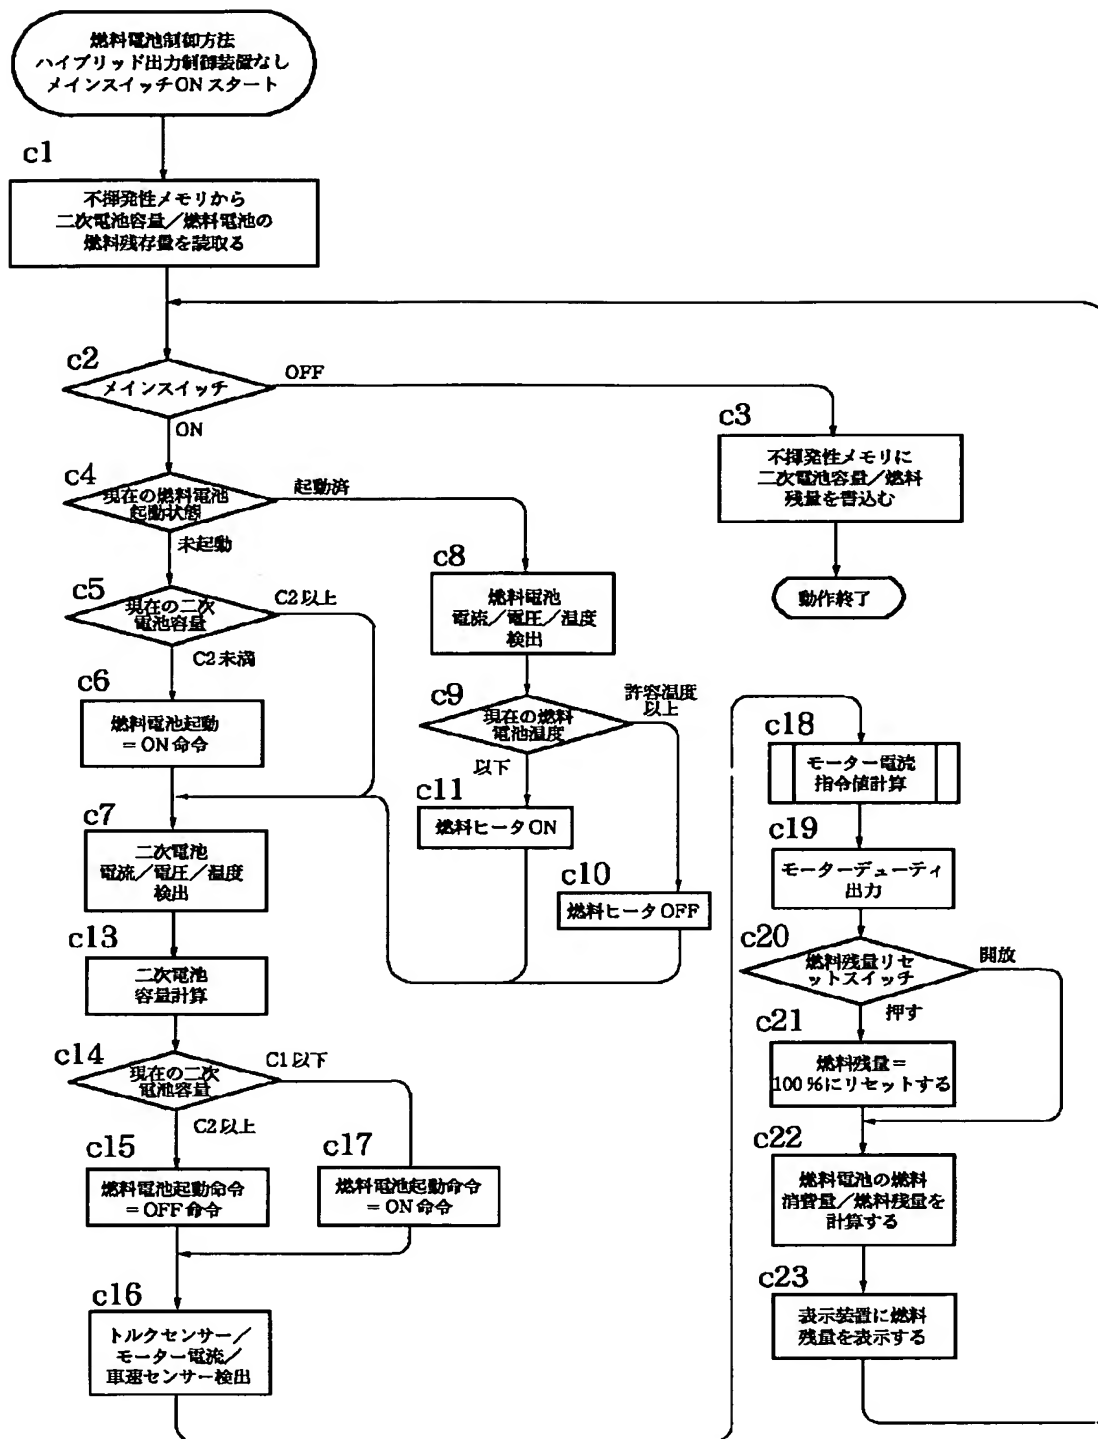 燃料電池制御方法
ハイブリッド出力制御装置なし
メインスイッチONスタート
c1
不揮発性メモリから
二次電池容量／燃料電池の
燃料残存量を読取る
c2
メインスイッチ
OFF
ON
c3
不揮発性メモリに
二次電池容量／燃料
残量を書込む
動作終了
c4
現在の燃料電池
起動状態
起動済
未起動
c5
現在の二次
電池容量
C2以上
C2未満
c6
燃料電池起動
＝ON命令
c7
二次電池
電流／電圧／温度
検出
c8
燃料電池
電流／電圧／温度
検出
c9
現在の燃料
電池温度
許容温度
以上
以下
c11
燃料ヒータON
c10
燃料ヒータOFF
c13
二次電池
容量計算
c14
現在の二次
電池容量
C1以下
C2以上
c15
燃料電池起動命令
＝OFF命令
c17
燃料電池起動命令
＝ON命令
c16
トルクセンサー／
モーター電流／
車速センサー検出
c18
モーター電流
指令値計算
c19
モーターデューティ
出力
c20
燃料残量リセ
ットスイッチ
開放
押す
c21
燃料残量＝
100％にリセットする
c22
燃料電池の燃料
消費量／燃料残量を
計算する
c23
表示装置に燃料
残量を表示する